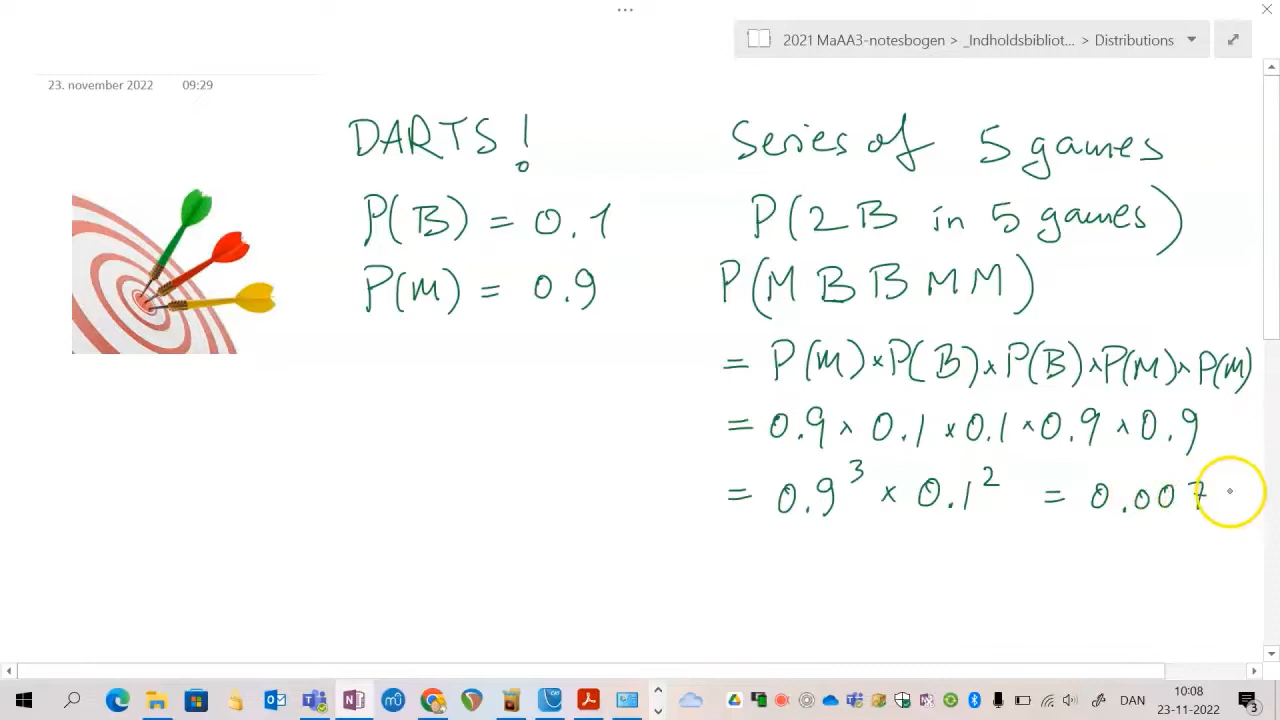 ...
2021 MaAA3-notesbogen > _Indholdsbibliot... > Distributions
23. november 2022 09:29
DARTS!
P(B) = 0.1
P(M) = 0.9
Series of 5 games
P(2B in 5 games)
P(M B B M M)
= P(M) × P(B) × P(B) × P(M) × P(M)
= 0.9 × 0.1 × 0.1 × 0.9 × 0.9
= 0.9³ × 0.1² = 0.007
DAN
10:08
23-11-2022
3